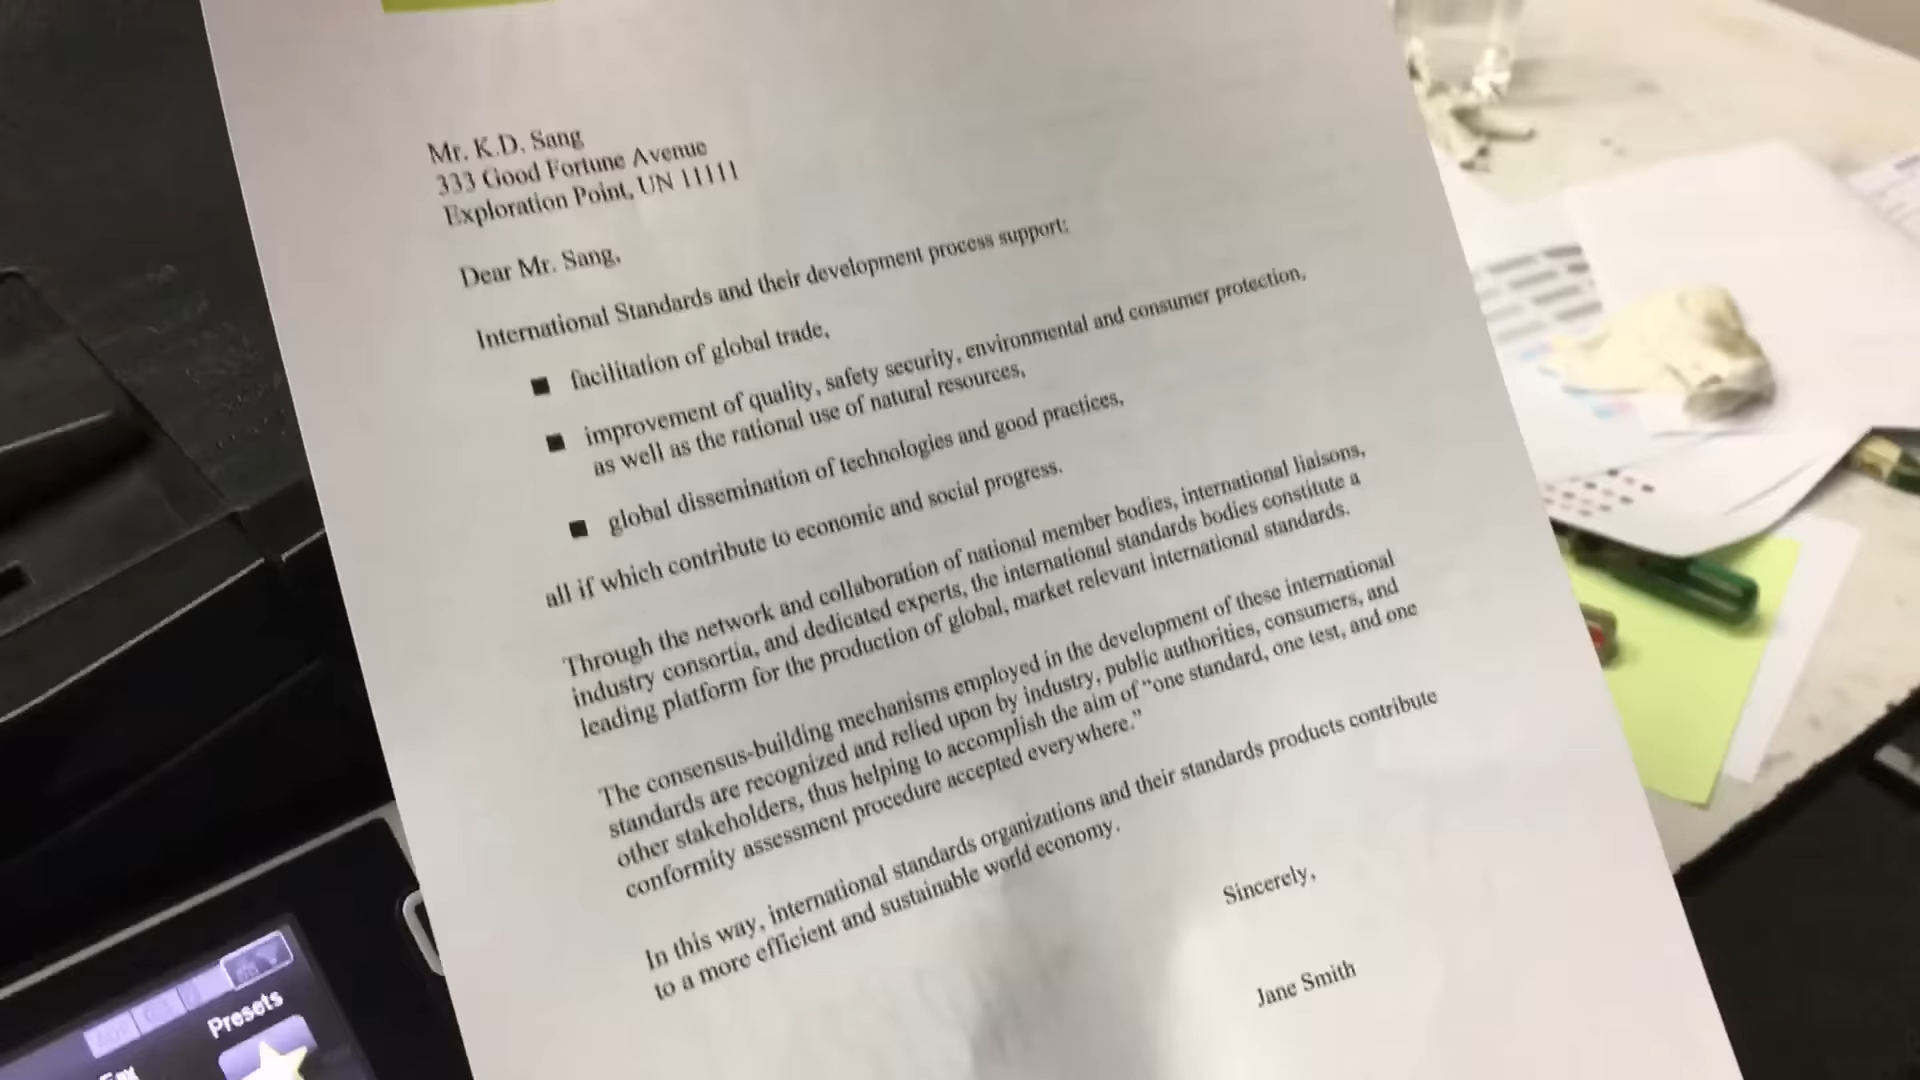 Mr. K.D. Sang
333 Good Fortune Avenue
Exploration Point, UN 11111
Dear Mr. Sang,
International Standards and their development process support:
■ facilitation of global trade,
■ improvement of quality, safety security, environmental and consumer protection,
as well as the rational use of natural resources,
■ global dissemination of technologies and good practices,
all if which contribute to economic and social progress.
Through the network and collaboration of national member bodies, international liaisons,
industry consortia, and dedicated experts, the international standards bodies constitute a
leading platform for the production of global, market relevant international standards.
The consensus-building mechanisms employed in the development of these international
standards are recognized and relied upon by industry, public authorities, consumers, and
other stakeholders, thus helping to accomplish the aim of “one standard, one test, and one
conformity assessment procedure accepted everywhere.”
In this way, international standards organizations and their standards products contribute
to a more efficient and sustainable world economy.
Sincerely,
Jane Smith
Presets
Fax